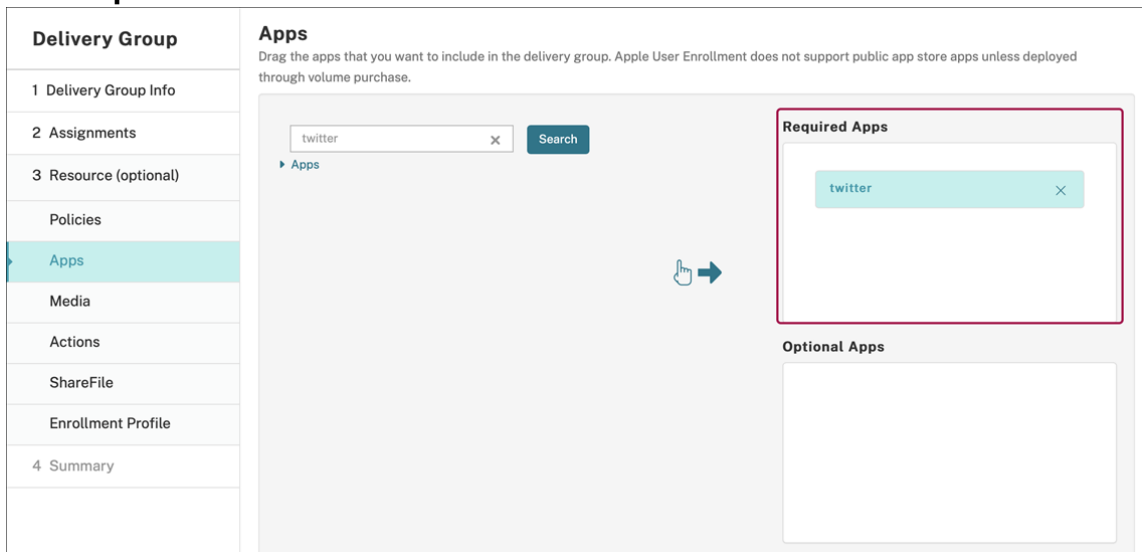 Delivery Group
1 Delivery Group Info
2 Assignments
3 Resource (optional)
Policies
Apps
Media
Actions
ShareFile
Enrollment Profile
4 Summary
Apps
Drag the apps that you want to include in the delivery group. Apple User Enrollment does not support public app store apps unless deployed
through volume purchase.
twitter
Search
Apps
Required Apps
twitter
Optional Apps